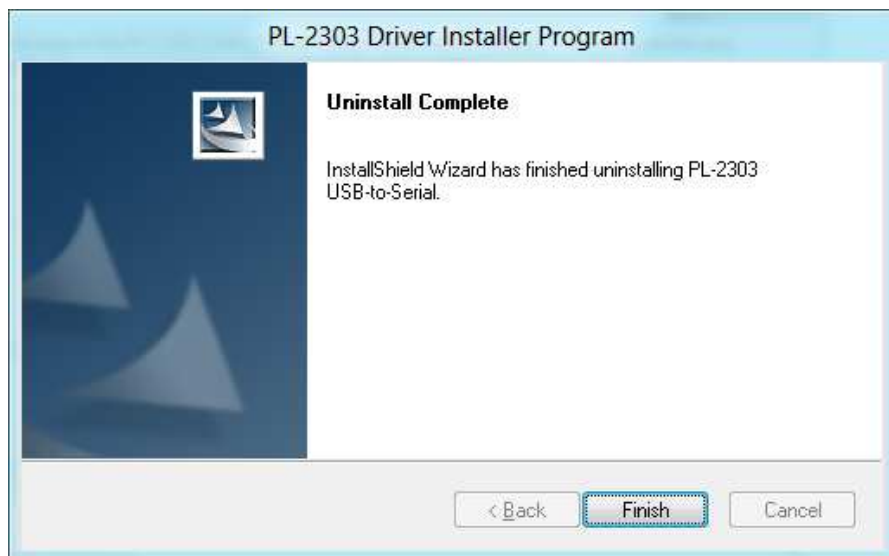 PL-2303 Driver Installer Program
Uninstall Complete
InstallShield Wizard has finished uninstalling PL-2303
USB-to-Serial.
< Back
Finish
Cancel